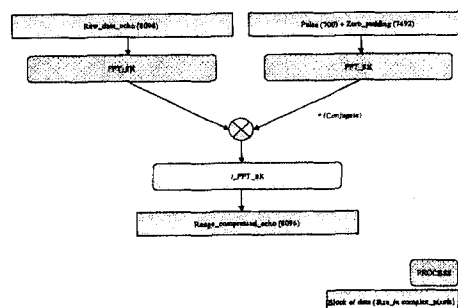 Raw_data_echo (8096)
Pulse (700) + Zero_padding (7492)
FFT_8K
FFT_8K
* (Conjugate)
I_FFT_8K
Range_compressed_echo (8096)
PROCESS
Block of data (Size_in complex_pixels)